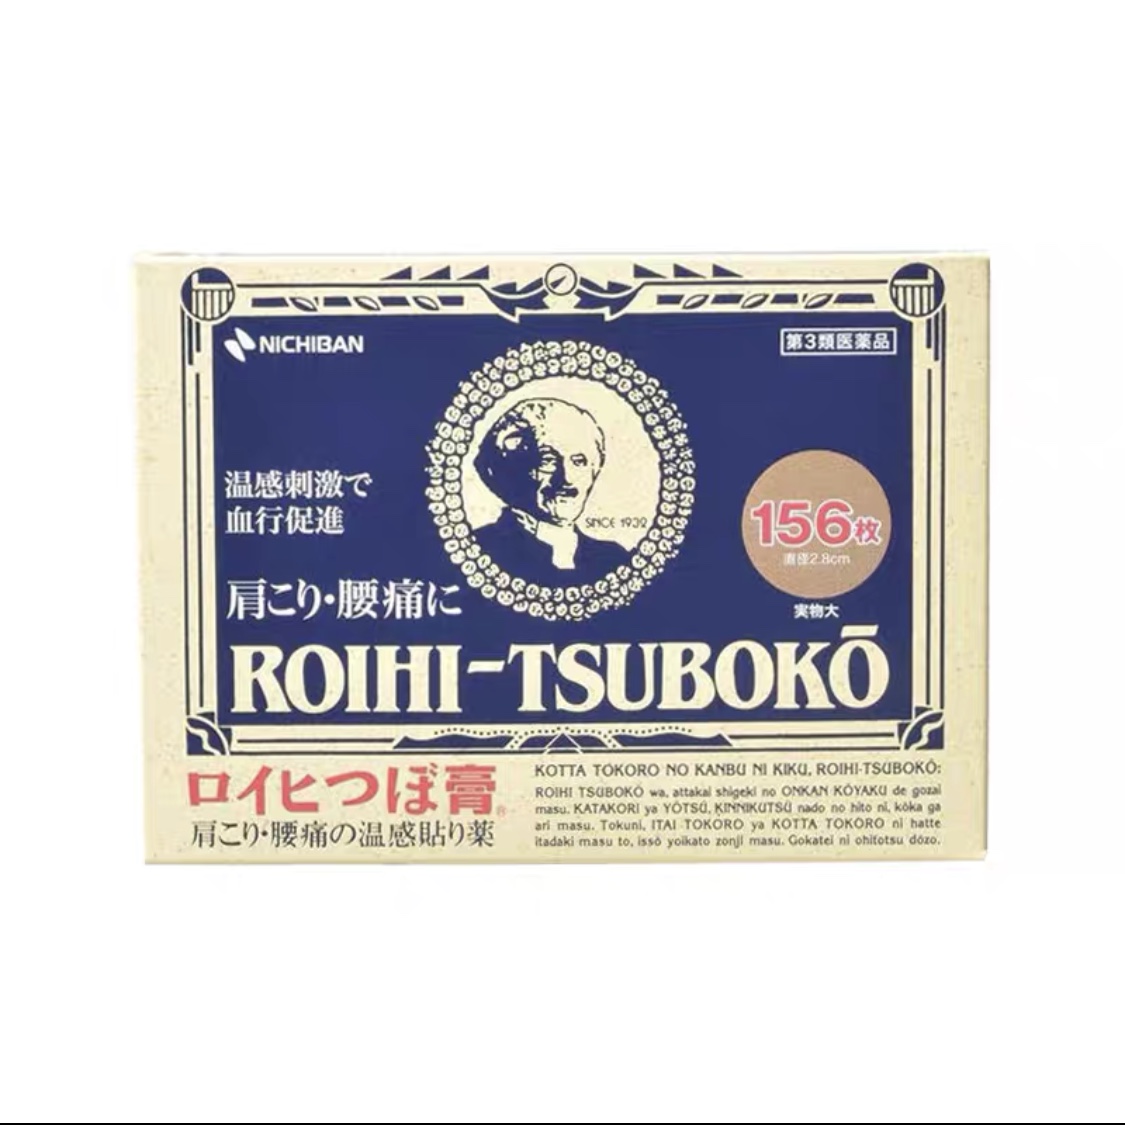 NICHIBAN
第3類医薬品
温感刺激で
血行促進
SINCE 1932
156枚
直径2.8cm
実物大
肩こり・腰痛に
ROIHI-TSUBOKŌ
ロイヒつぼ膏®
肩こり・腰痛の温感貼り薬
KOTTA TOKORO NO KANBU NI KIKU, ROIHI-TSUBOKŌ:
ROIHI TSUBOKŌ wa, attakai shigeki no ONKAN KŌYAKU de gozai
masu. KATAKORI ya YŌTSŪ, KINNIKUTSŪ nado no hito ni, kōka ga
ari masu. Tokuni, ITAI TOKORO ya KOTTA TOKORO ni hatte
itadaki masu to, issō yoikato zonji masu. Gokatei ni ohitotsu dōzo.